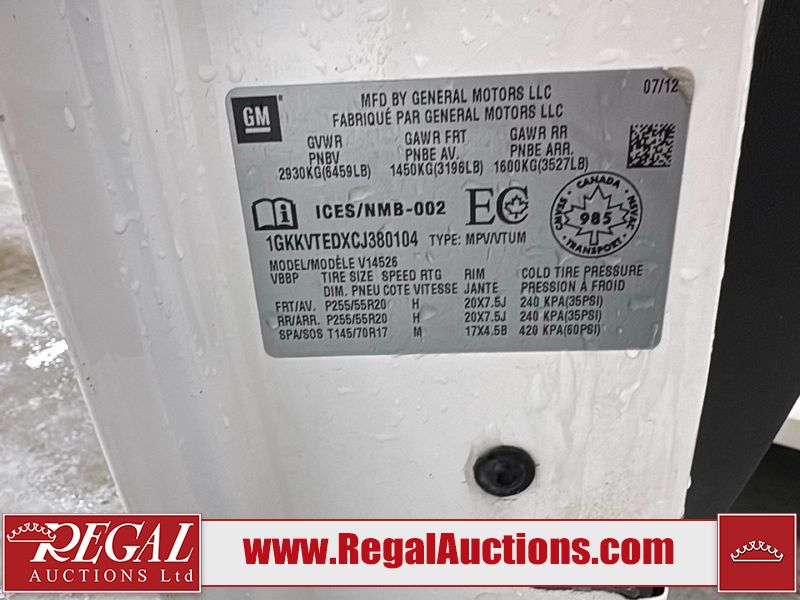 GM
MFD BY GENERAL MOTORS LLC 07/12
FABRIQUÉ PAR GENERAL MOTORS LLC
GVWR GAWR FRT GAWR RR
PNBV PNBE AV. PNBE ARR.
2930KG(6459LB) 1450KG(3196LB) 1600KG(3527LB)
ICES/NMB-002 EC
CANADA
985
TRANSPORT
CMVSS
NSVAC
1GKKVTEDXCJ380104 TYPE: MPV/VTUM
MODEL/MODÈLE V14526
VBBP TIRE SIZE SPEED RTG RIM COLD TIRE PRESSURE
DIM. PNEU COTE VITESSE JANTE PRESSION À FROID
FRT/AV. P255/55R20 H 20X7.5J 240 KPA(35PSI)
RR/ARR. P255/55R20 H 20X7.5J 240 KPA(35PSI)
SPA/SOS T145/70R17 M 17X4.5B 420 KPA(60PSI)
REGAL
AUCTIONS Ltd
www.RegalAuctions.com